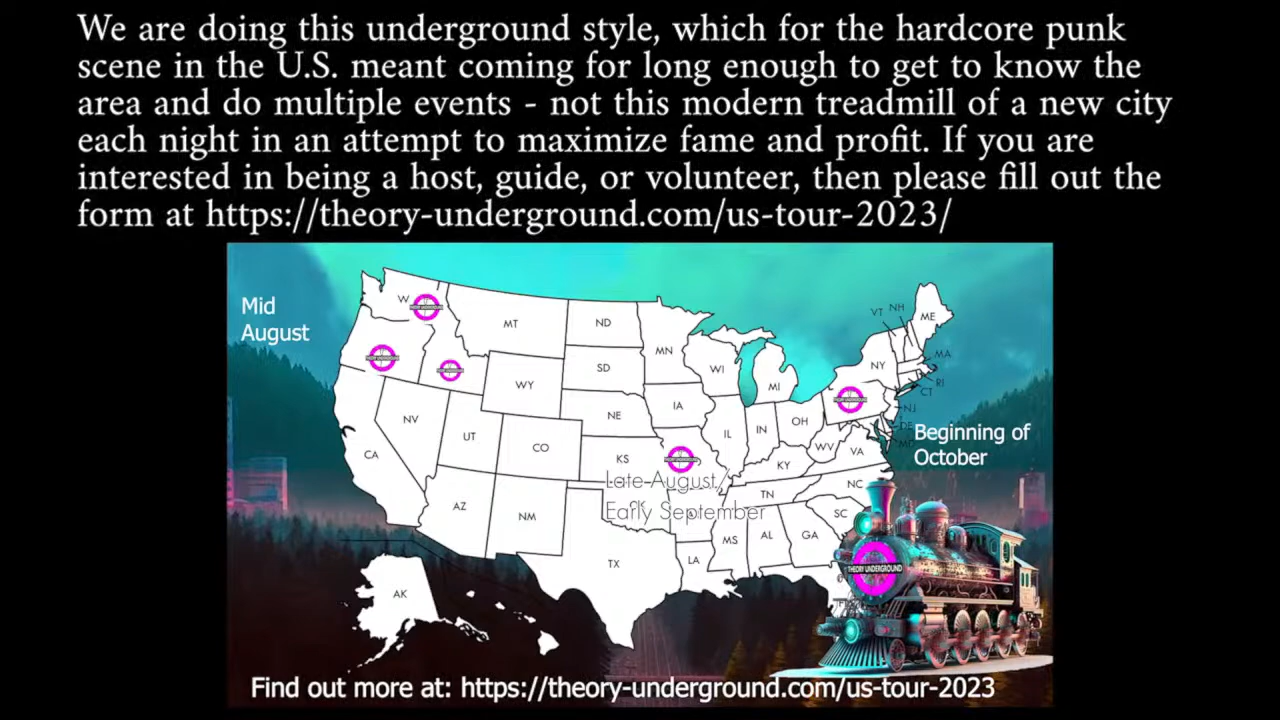 We are doing this underground style, which for the hardcore punk
scene in the U.S. meant coming for long enough to get to know the
area and do multiple events - not this modern treadmill of a new city
each night in an attempt to maximize fame and profit. If you are
interested in being a host, guide, or volunteer, then please fill out the
form at https://theory-underground.com/us-tour-2023/
Mid
August
W
MT
ND
MN
SD
WY
WI
MI
NY
VT
NH
ME
MA
RI
CT
NJ
DE
MD
NV
UT
CO
NE
IA
IL
IN
OH
WV
VA
CA
KS
KY
NC
AZ
NM
TN
SC
TX
LA
MS
AL
GA
AK
Late-August/
Early September
Beginning of
October
THEORY UNDERGROUND
Find out more at: https://theory-underground.com/us-tour-2023